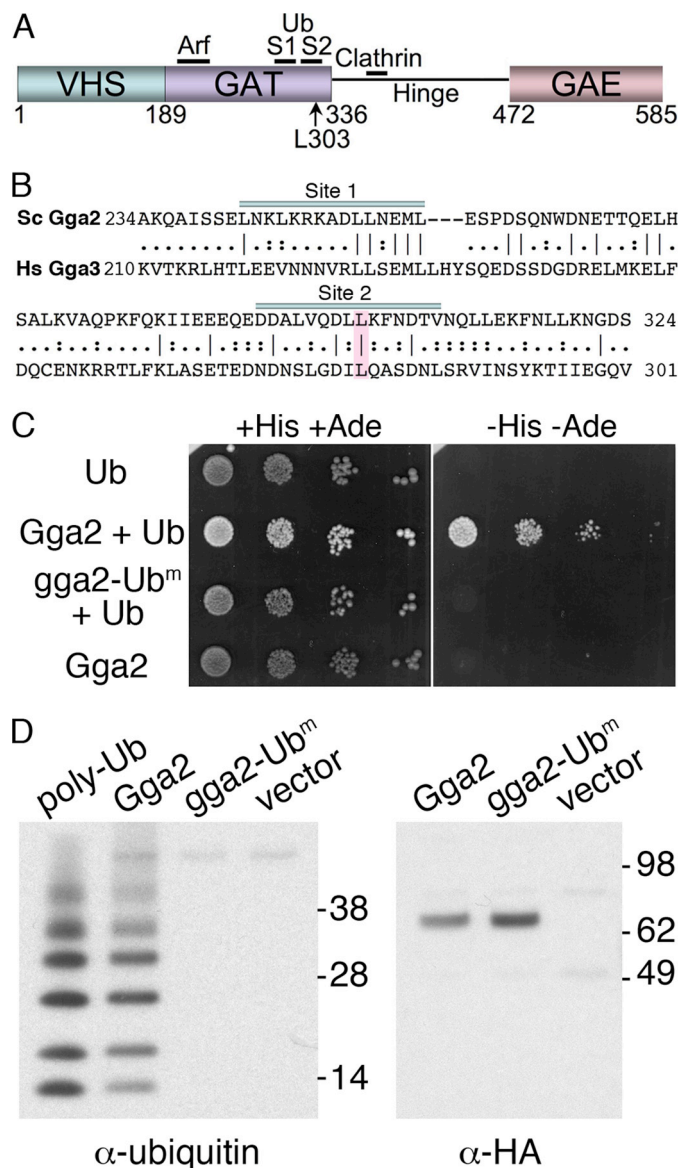 A
Ub
Arf S1 S2 Clathrin
VHS GAT Hinge GAE
1 189 336 472 585
L303
B
Site 1
Sc Gga2 234 AKQAISSELNKLKRKADLLNEML---ESPDSQNWDNETTQELH
Hs Gga3 210 KVTKRLHTLEEVNNNVRLLSEMLLHYSQEDSSDGDRELMKELF
Site 2
SALKVAQPKFQKIIEEEQEDDALVQDLLKFNDTVNQLLEKFNLLKNGDS 324
DQCENKRRTLFKLASETEDNDNSLGDILQASDNLSRVINSYKTIIEGQV 301
C
+His +Ade -His -Ade
Ub
Gga2 + Ub
gga2-Ubᵐ
+ Ub
Gga2
D
poly-Ub Gga2 gga2-Ubᵐ vector Gga2 gga2-Ubᵐ vector
-38
-28
-14
-98
-62
-49
α-ubiquitin α-HA